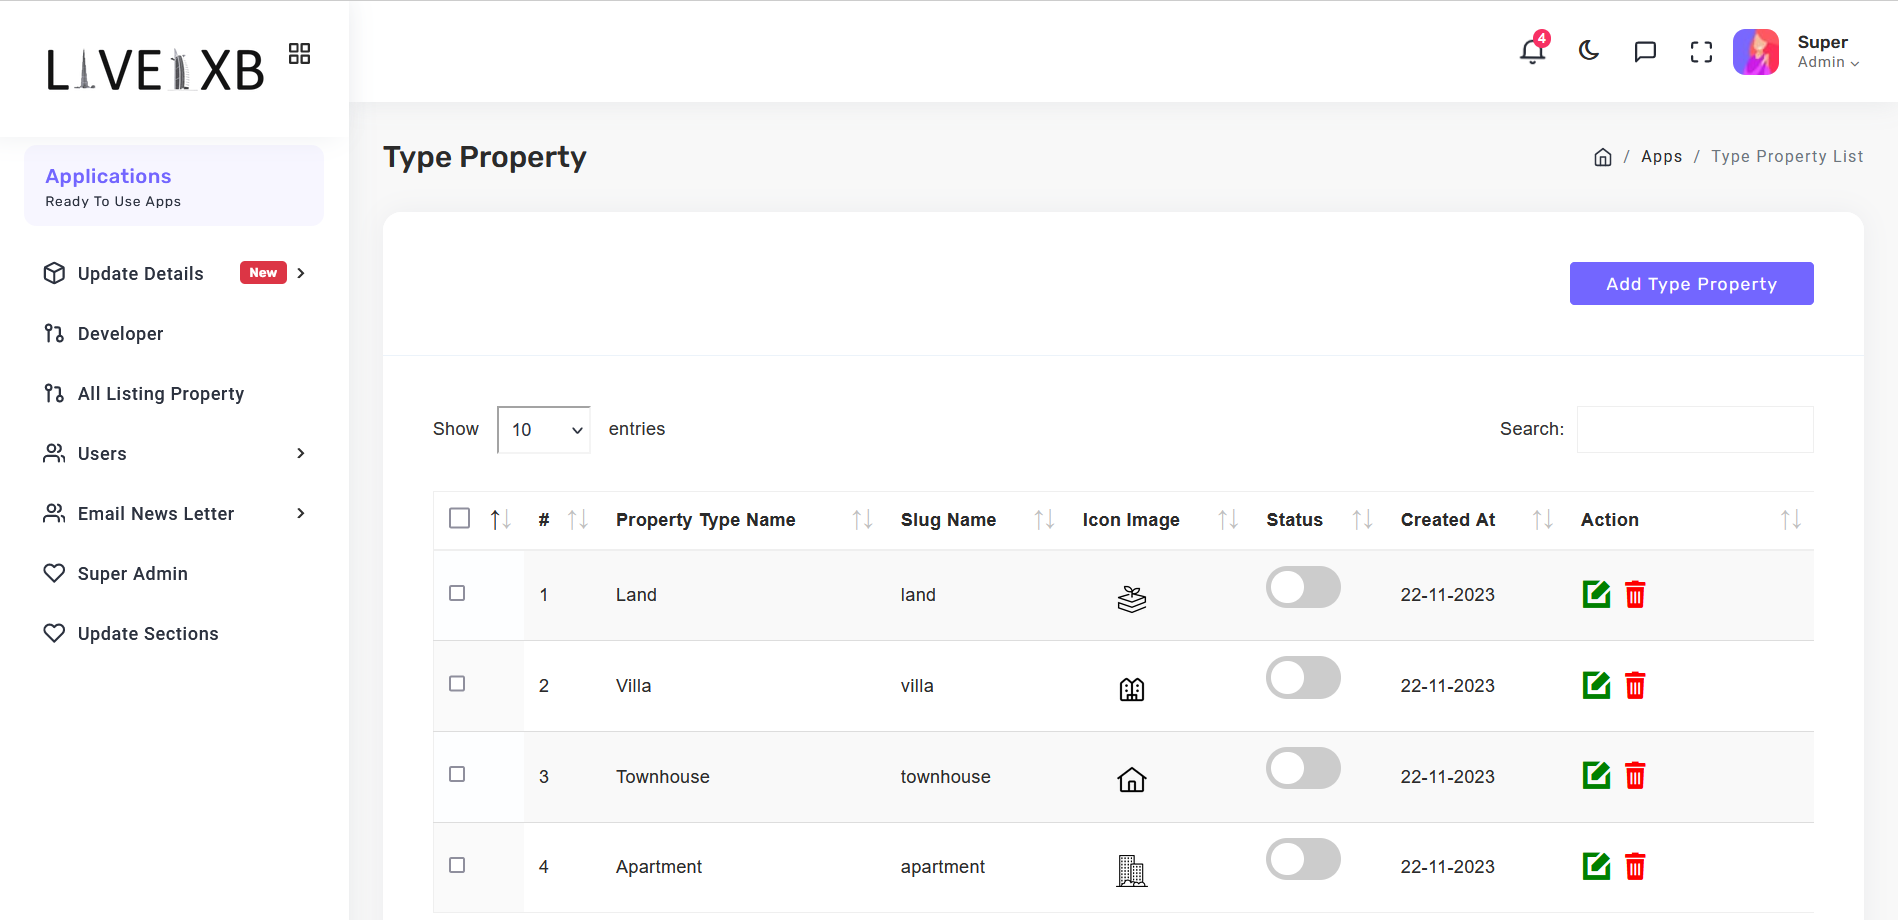 LIVEDXB
4
Super
Admin
Applications
Ready To Use Apps
Update Details New
Developer
All Listing Property
Users
Email News Letter
Super Admin
Update Sections
Type Property
/ Apps / Type Property List
Add Type Property
Show 10 entries
Search:
# Property Type Name Slug Name Icon Image Status Created At Action
1 Land land 22-11-2023
2 Villa villa 22-11-2023
3 Townhouse townhouse 22-11-2023
4 Apartment apartment 22-11-2023